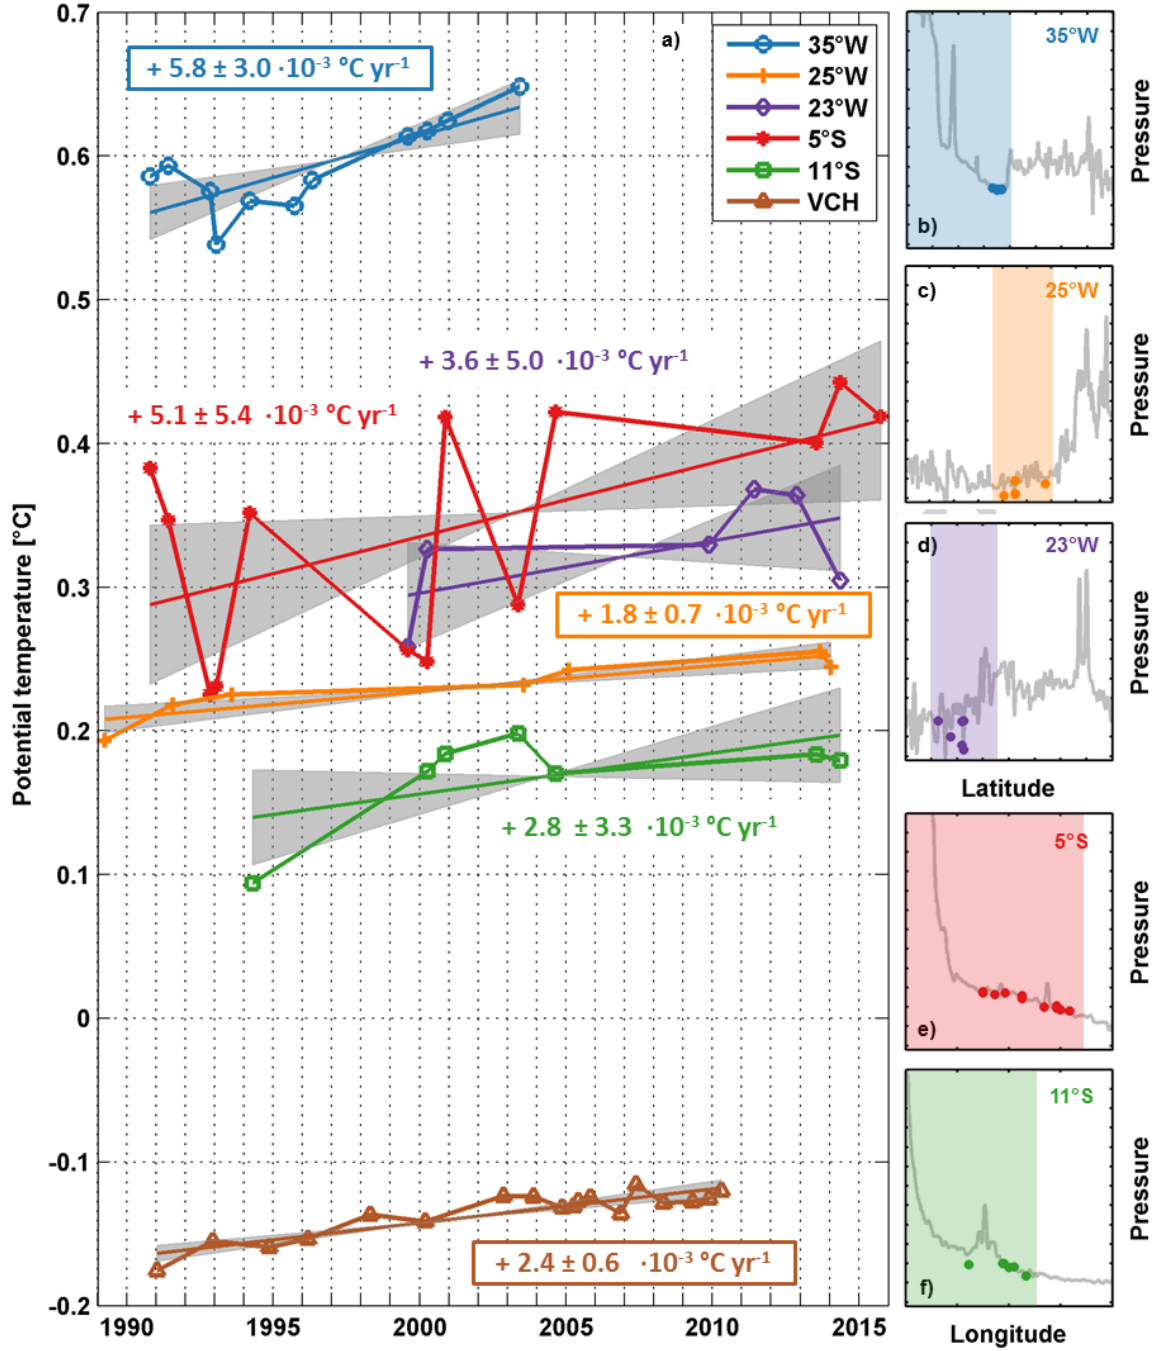 a)
35°W
25°W
23°W
5°S
11°S
VCH
+ 5.8 ± 3.0 ·10-3 °C yr-1
+ 3.6 ± 5.0 ·10-3 °C yr-1
+ 5.1 ± 5.4 ·10-3 °C yr-1
+ 1.8 ± 0.7 ·10-3 °C yr-1
+ 2.8 ± 3.3 ·10-3 °C yr-1
+ 2.4 ± 0.6 ·10-3 °C yr-1
Potential temperature [°C]
0.7
0.6
0.5
0.4
0.3
0.2
0.1
0
-0.1
-0.2
1990
1995
2000
2005
2010
2015
35°W
b)
Pressure
c)
25°W
Pressure
d)
23°W
Pressure
Latitude
5°S
e)
Pressure
11°S
f)
Pressure
Longitude